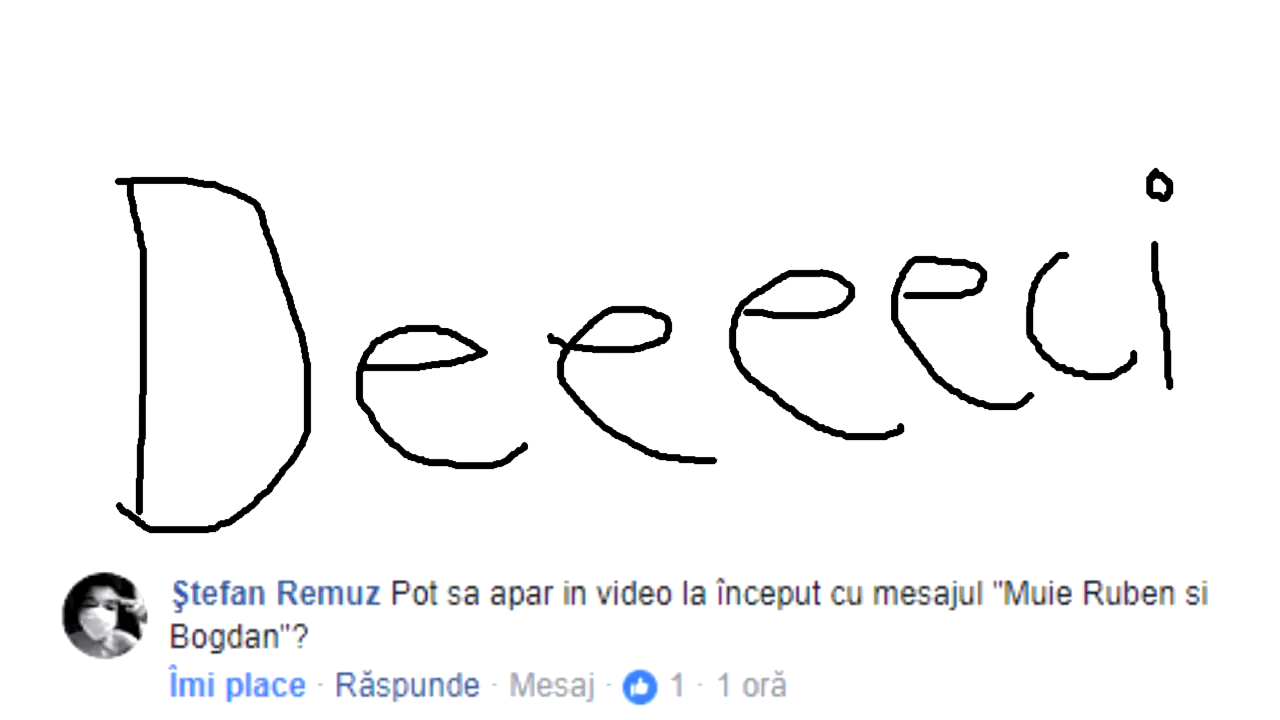 Deeeeci
Ştefan Remuz Pot sa apar in video la început cu mesajul "Muie Ruben si
Bogdan"?
Îmi place · Răspunde · Mesaj · 1 · 1 oră